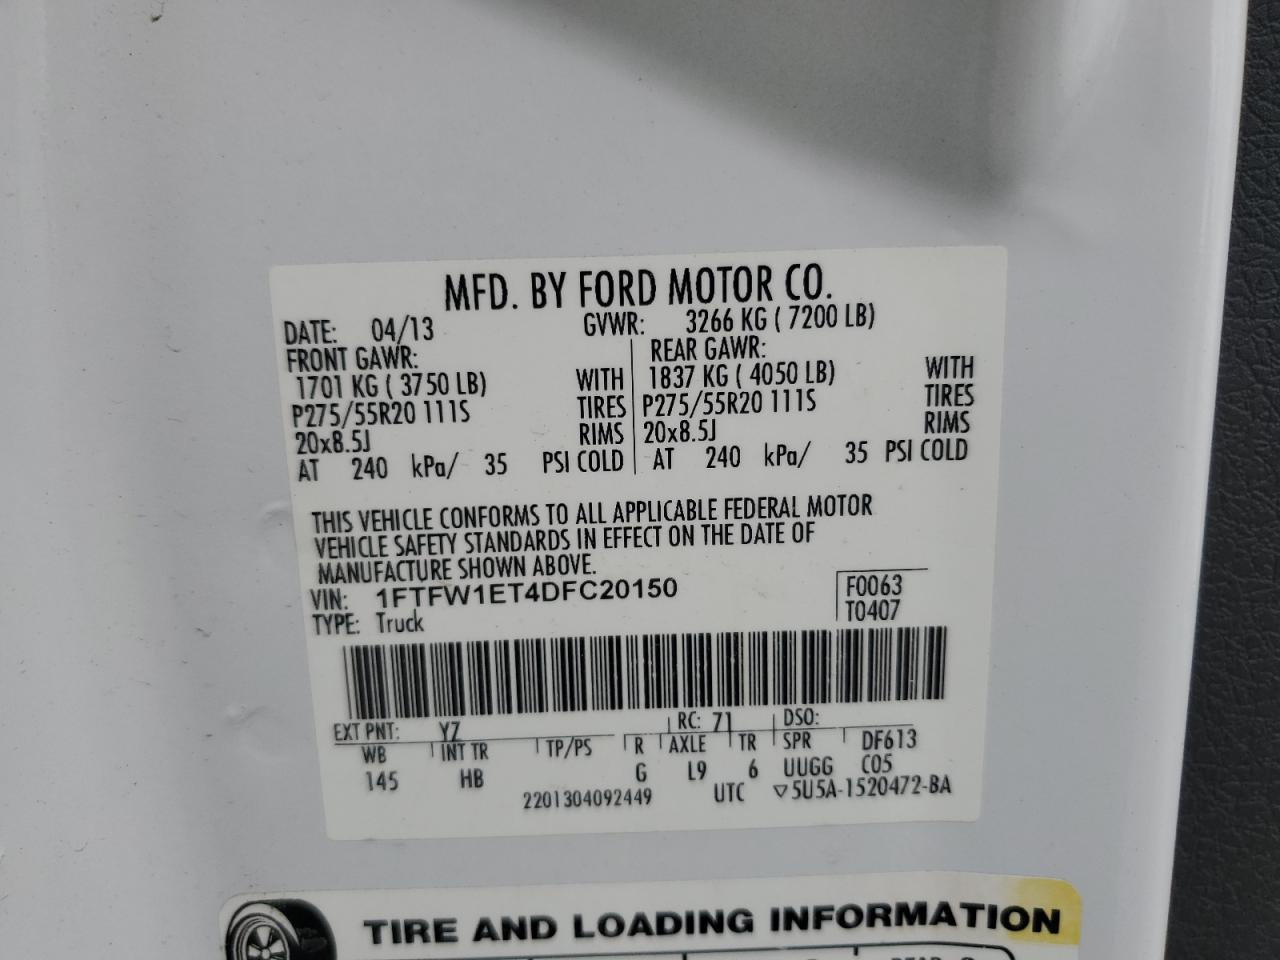 MFD. BY FORD MOTOR CO.
DATE: 04/13 GVWR: 3266 KG ( 7200 LB)
FRONT GAWR: REAR GAWR:
1701 KG ( 3750 LB) WITH 1837 KG ( 4050 LB) WITH
P275/55R20 111S TIRES P275/55R20 111S TIRES
20x8.5J RIMS 20x8.5J RIMS
AT 240 kPa/ 35 PSI COLD AT 240 kPa/ 35 PSI COLD
THIS VEHICLE CONFORMS TO ALL APPLICABLE FEDERAL MOTOR
VEHICLE SAFETY STANDARDS IN EFFECT ON THE DATE OF
MANUFACTURE SHOWN ABOVE.
VIN: 1FTFW1ET4DFC20150 F0063
TYPE: Truck T0407
EXT PNT: YZ RC: 71 DSO:
WB INT TR TP/PS R AXLE TR SPR DF613
145 HB G L9 6 UUGG C05
2201304092449 UTC ▽5U5A-1520472-BA
TIRE AND LOADING INFORMATION